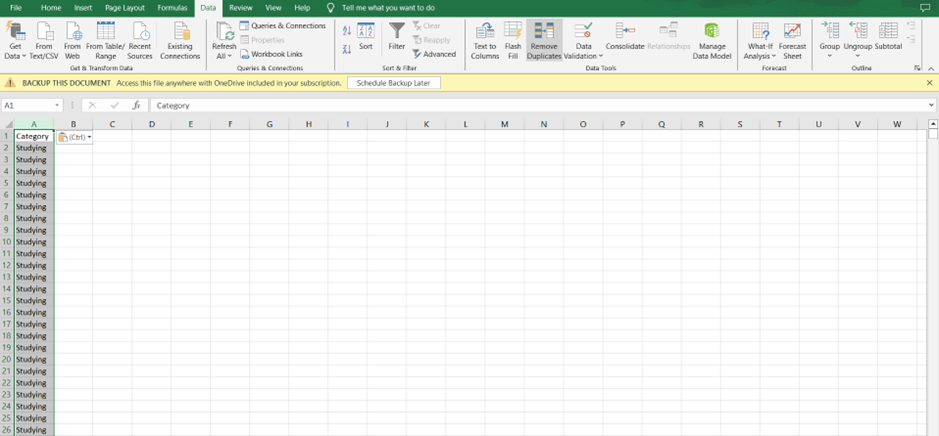 File Home Insert Page Layout Formulas Data Review View Help Tell me what you want to do
Get Data From Text/CSV From Web From Table/ Range Recent Sources Existing Connections
Get & Transform Data
Refresh All Queries & Connections Properties Workbook Links
Queries & Connections
Sort Filter Clear Reapply Advanced
Sort & Filter
Text to Columns Flash Fill Remove Duplicates Data Validation Consolidate Relationships Manage Data Model
Data Tools
What-If Analysis Forecast Sheet
Forecast
Group Ungroup Subtotal
Outline
BACKUP THIS DOCUMENT Access this file anywhere with OneDrive included in your subscription. Schedule Backup Later
A1 fx Category
A B C D E F G H I J K L M N O P Q R S T U V W
1 Category (Ctrl)
2 Studying
3 Studying
4 Studying
5 Studying
6 Studying
7 Studying
8 Studying
9 Studying
10 Studying
11 Studying
12 Studying
13 Studying
14 Studying
15 Studying
16 Studying
17 Studying
18 Studying
19 Studying
20 Studying
21 Studying
22 Studying
23 Studying
24 Studying
25 Studying
26 Studying